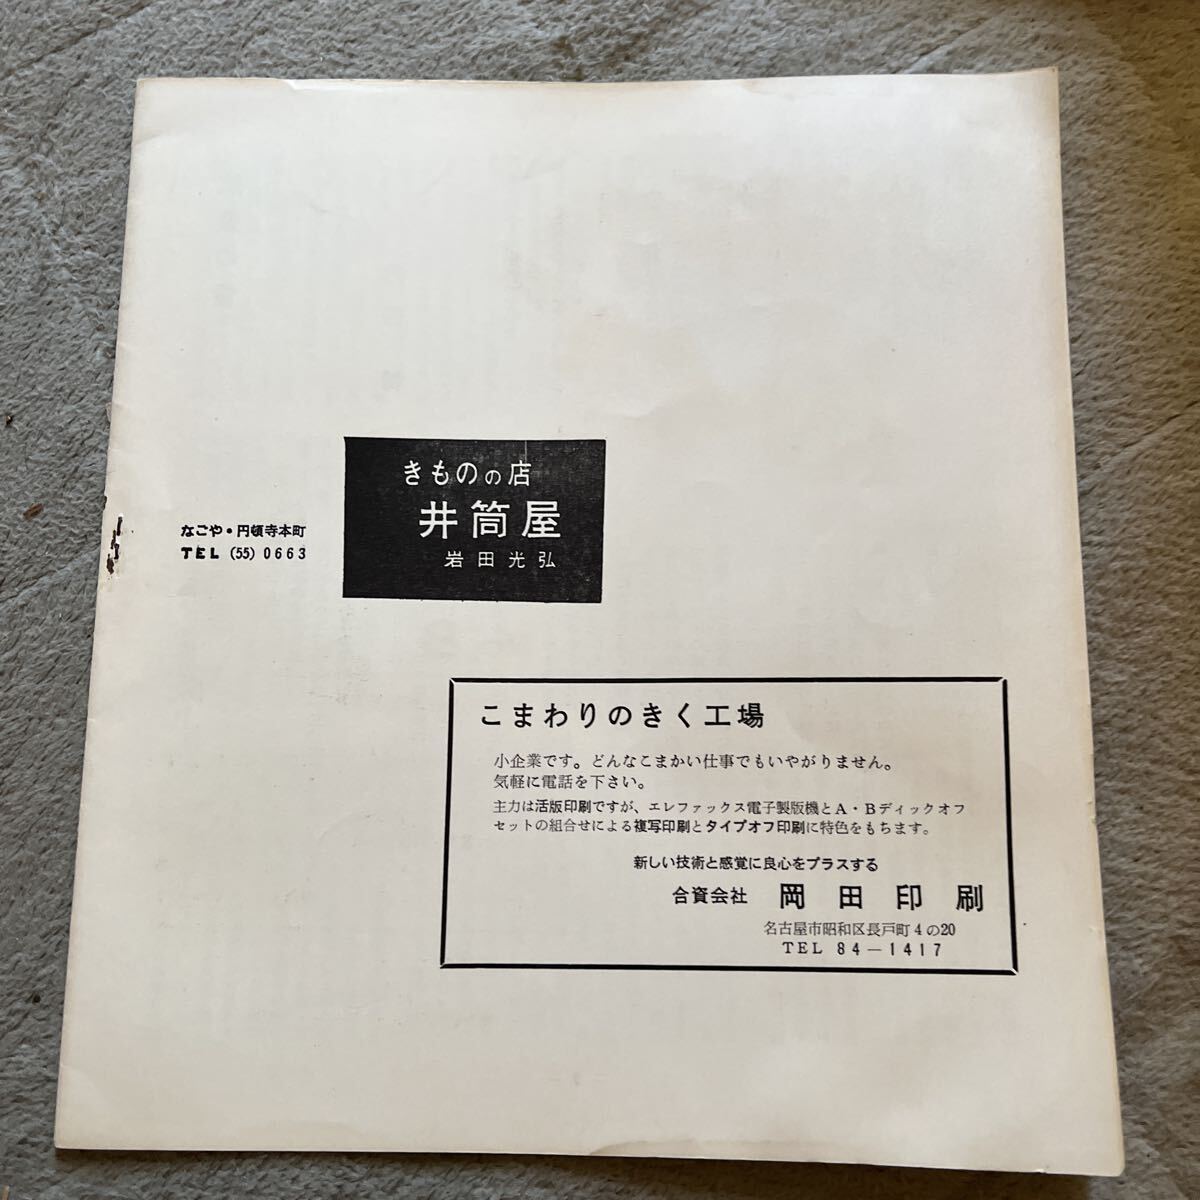 きものの店
井筒屋
岩田光弘
なごや・円頓寺本町
TEL (55) 0663
こまわりのきく工場
小企業です。どんなこまかい仕事でもいやがりません。
気軽に電話を下さい。
主力は活版印刷ですが、エレファックス電子製版機とA・Bディックオフ
セットの組合せによる複写印刷とタイプオフ印刷に特色をもちます。
新しい技術と感覚に良心をプラスする
合資会社 岡田印刷
名古屋市昭和区長戸町4の20
TEL 84－1417